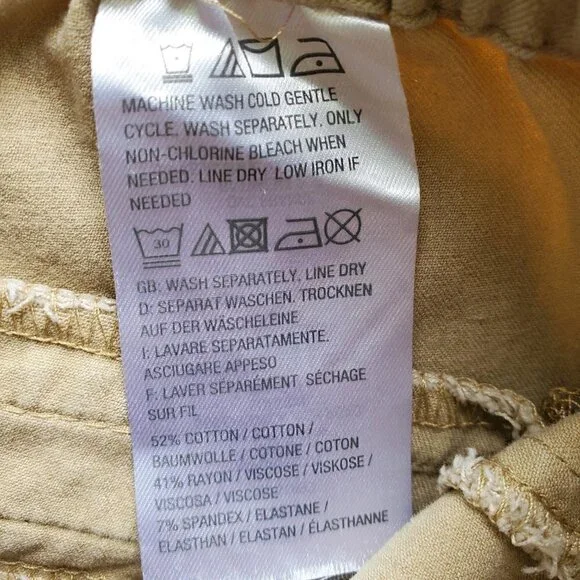 MACHINE WASH COLD GENTLE
CYCLE. WASH SEPARATELY. ONLY
NON-CHLORINE BLEACH WHEN
NEEDED. LINE DRY LOW IRON IF
NEEDED
30
GB: WASH SEPARATELY. LINE DRY
D: SEPARAT WASCHEN. TROCKNEN
AUF DER WÄSCHELEINE
I: LAVARE SEPARATAMENTE.
ASCIUGARE APPESO
F: LAVER SÉPARÉMENT SÉCHAGE
SUR FIL
52% COTTON / COTTON /
BAUMWOLLE / COTONE / COTON
41% RAYON / VISCOSE / VISKOSE /
VISCOSA / VISCOSE
7% SPANDEX / ELASTANE /
ELASTHAN / ELASTAN / ÉLASTHANNE